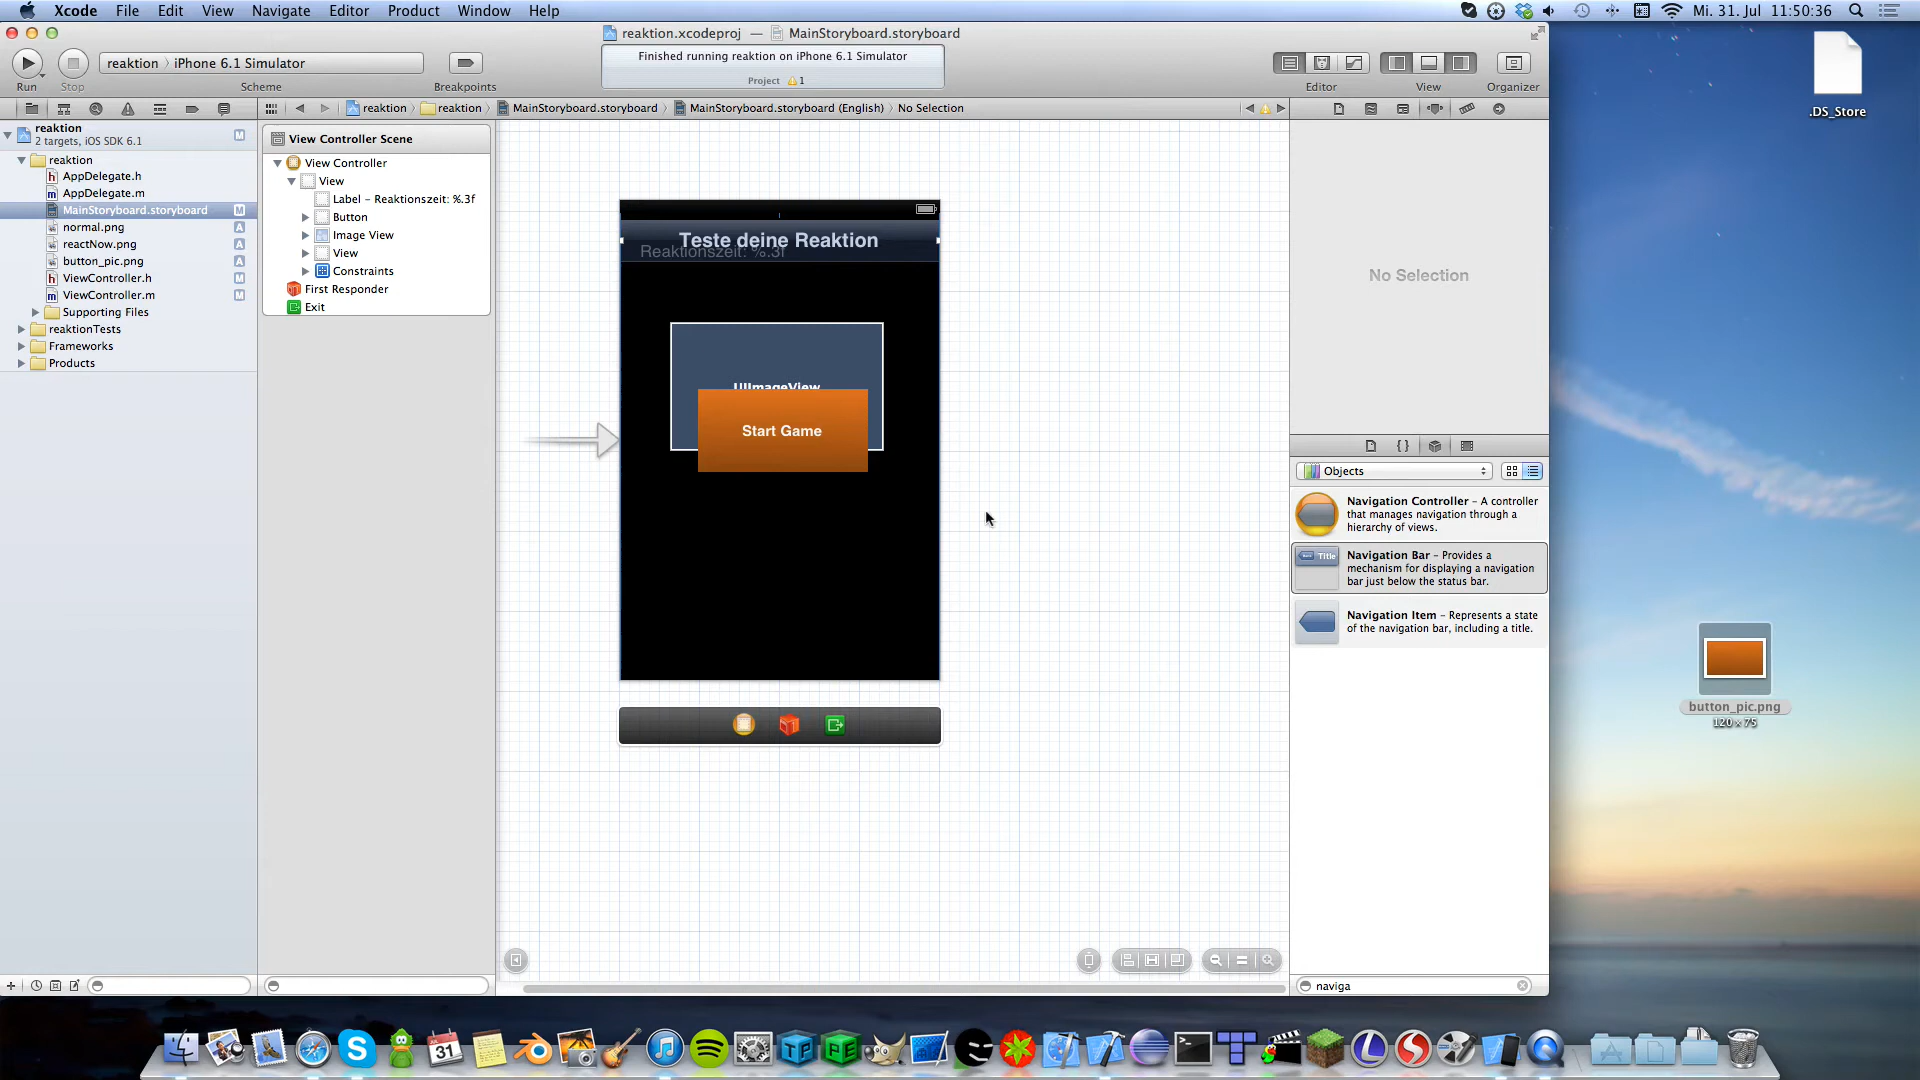 Xcode File Edit View Navigate Editor Product Window Help
Mi. 31. Jul 11:50:36
reaktion.xcodeproj — MainStoryboard.storyboard
reaktion 〉 iPhone 6.1 Simulator
Finished running reaktion on iPhone 6.1 Simulator
Project 1
Run Stop Scheme Breakpoints Editor View Organizer
reaktion reaktion MainStoryboard.storyboard MainStoryboard.storyboard (English) No Selection
reaktion
2 targets, iOS SDK 6.1
M
reaktion
AppDelegate.h
AppDelegate.m
MainStoryboard.storyboard M
normal.png A
reactNow.png A
button_pic.png A
ViewController.h M
ViewController.m M
Supporting Files
reaktionTests
Frameworks
Products
View Controller Scene
View Controller
View
Label – Reaktionszeit: %.3f
Button
Image View
View
Constraints
First Responder
Exit
Teste deine Reaktion
Reaktionszeit: %.3f
UIImageView
Start Game
No Selection
Objects
Navigation Controller – A controller
that manages navigation through a
hierarchy of views.
Title
Navigation Bar – Provides a
mechanism for displaying a navigation
bar just below the status bar.
Navigation Item – Represents a state
of the navigation bar, including a title.
naviga
.DS_Store
button_pic.png
120 × 75
31
TP
PE